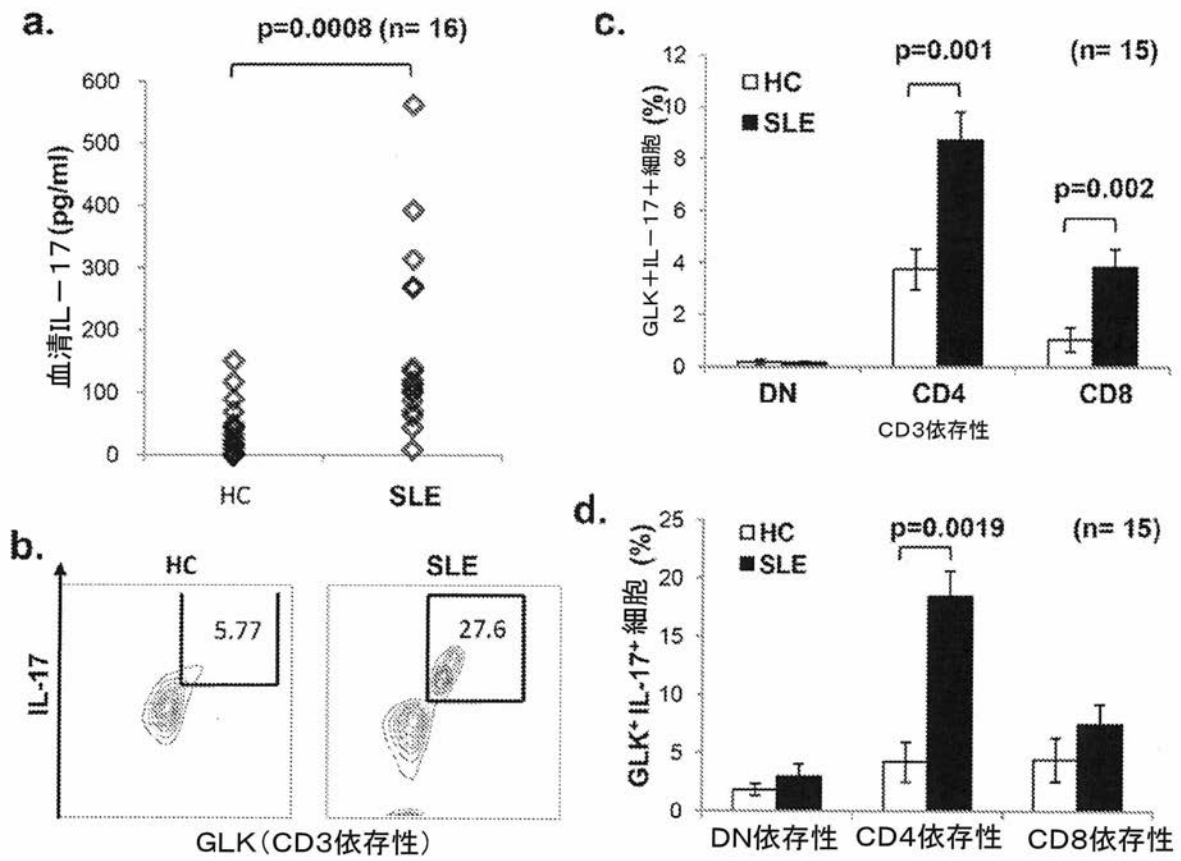 a.
p=0.0008 (n= 16)
血清IL－17 (pg/ml)
600
500
400
300
200
100
0
HC
SLE
b.
HC
SLE
5.77
27.6
IL-17
GLK（CD3依存性）
c.
GLK＋IL－17＋細胞 (%)
12
10
8
6
4
2
0
HC
SLE
p=0.001
(n= 15)
p=0.002
DN
CD4
CD8
CD3依存性
d.
GLK⁺ IL-17⁺ 細胞 (%)
25
20
15
10
5
0
HC
SLE
p=0.0019
(n= 15)
DN依存性
CD4依存性
CD8依存性